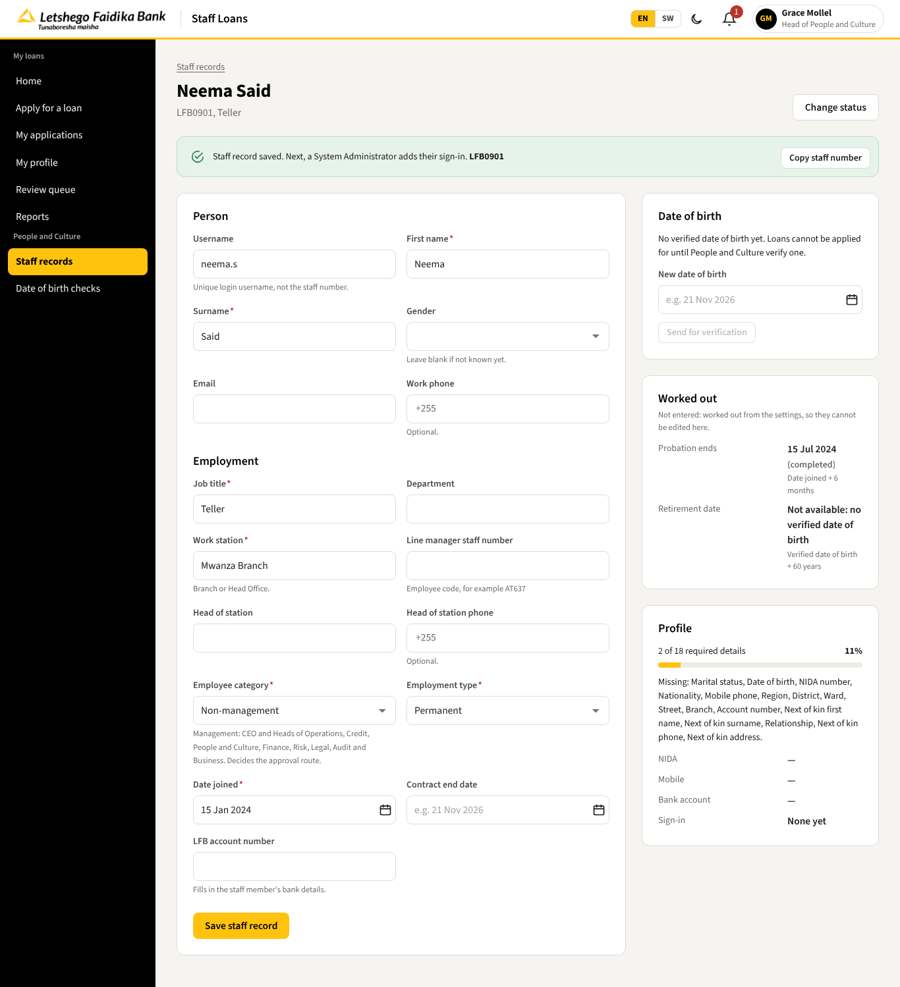 Letshego Faidika Bank
Tunaboresha maisha
Staff Loans
EN
SW
1
GM
Grace Mollel
Head of People and Culture
My loans
Home
Apply for a loan
My applications
My profile
Review queue
Reports
People and Culture
Staff records
Date of birth checks
Staff records
Neema Said
LFB0901, Teller
Change status
Staff record saved. Next, a System Administrator adds their sign-in. LFB0901
Copy staff number
Person
Username
First name*
neema.s
Neema
Unique login username, not the staff number.
Surname*
Gender
Said
Leave blank if not known yet.
Email
Work phone
+255
Optional.
Employment
Job title*
Department
Teller
Work station*
Line manager staff number
Mwanza Branch
Branch or Head Office.
Employee code, for example AT637
Head of station
Head of station phone
+255
Optional.
Employee category*
Employment type*
Non-management
Permanent
Management: CEO and Heads of Operations, Credit,
People and Culture, Finance, Risk, Legal, Audit and
Business. Decides the approval route.
Date joined*
Contract end date
15 Jan 2024
e.g. 21 Nov 2026
LFB account number
Fills in the staff member's bank details.
Save staff record
Date of birth
No verified date of birth yet. Loans cannot be applied
for until People and Culture verify one.
New date of birth
e.g. 21 Nov 2026
Send for verification
Worked out
Not entered: worked out from the settings, so they cannot
be edited here.
Probation ends
15 Jul 2024
(completed)
Date joined + 6
months
Retirement date
Not available: no
verified date of
birth
Verified date of birth
+ 60 years
Profile
2 of 18 required details
11%
Missing: Marital status, Date of birth, NIDA number,
Nationality, Mobile phone, Region, District, Ward,
Street, Branch, Account number, Next of kin first
name, Next of kin surname, Relationship, Next of kin
phone, Next of kin address.
NIDA
—
Mobile
—
Bank account
—
Sign-in
None yet